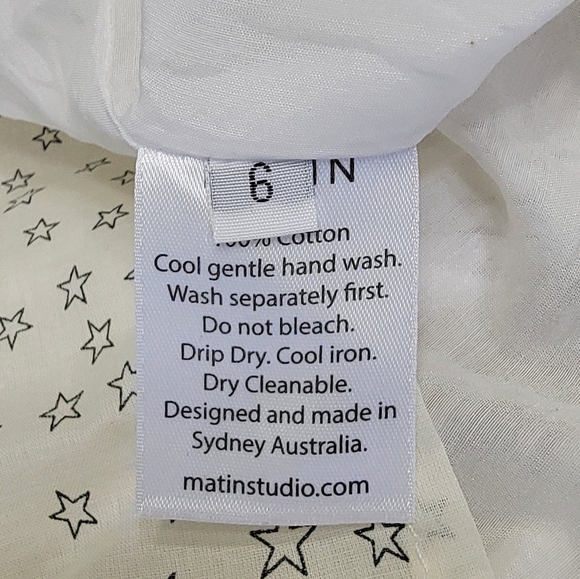 6
IN
100% Cotton
Cool gentle hand wash.
Wash separately first.
Do not bleach.
Drip Dry. Cool iron.
Dry Cleanable.
Designed and made in
Sydney Australia.
matinstudio.com